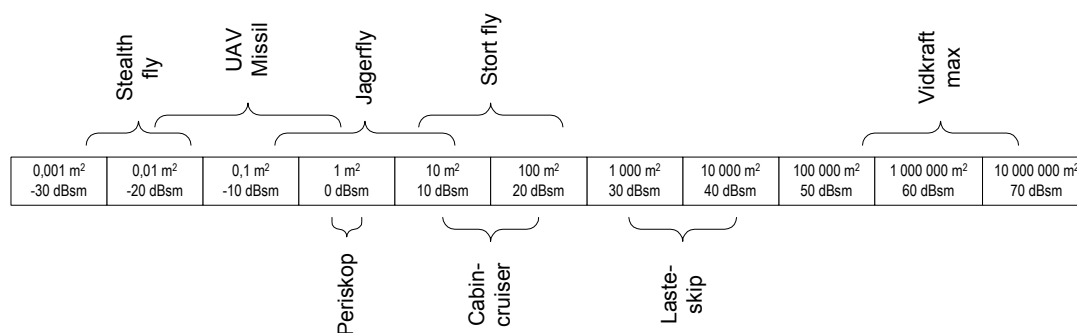 Stealth
fly
UAV
Missil
Jagerfly
Stort fly
Vidkraft
max
0,001 m²
-30 dBsm
0,01 m²
-20 dBsm
0,1 m²
-10 dBsm
1 m²
0 dBsm
10 m²
10 dBsm
100 m²
20 dBsm
1 000 m²
30 dBsm
10 000 m²
40 dBsm
100 000 m²
50 dBsm
1 000 000 m²
60 dBsm
10 000 000 m²
70 dBsm
Periskop
Cabin-
cruiser
Laste-
skip